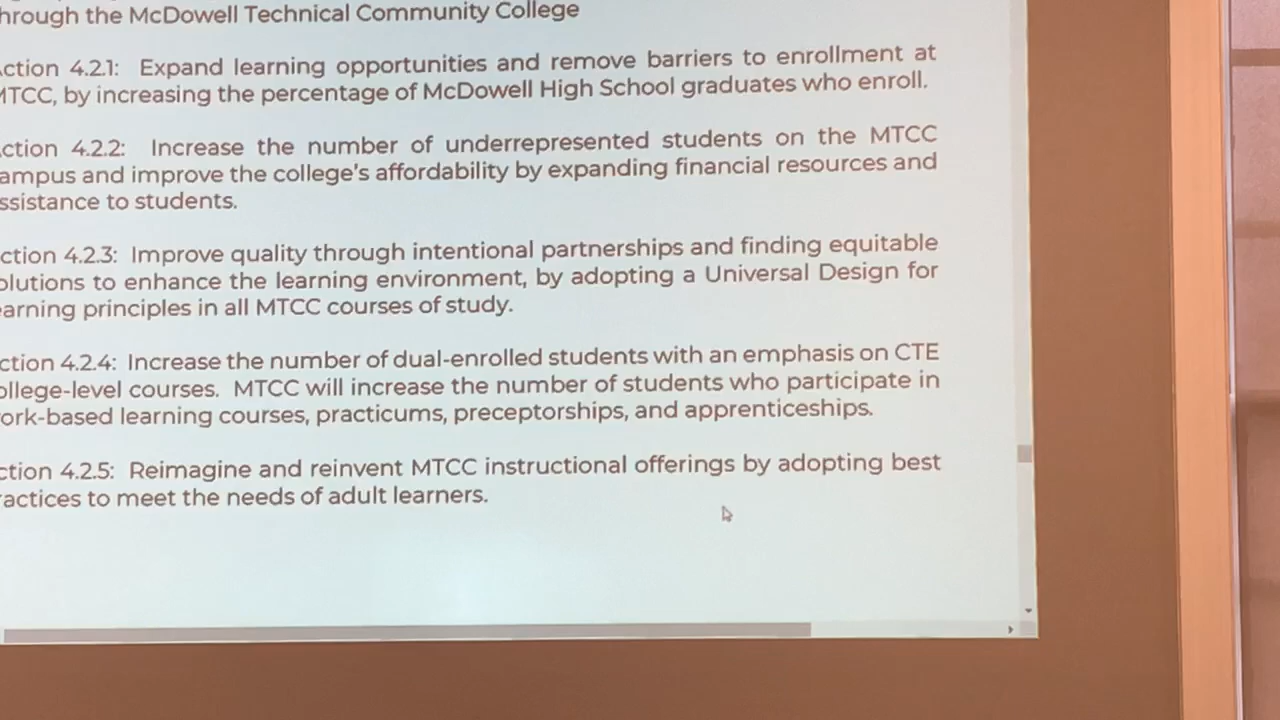 hrough the McDowell Technical Community College
ction 4.2.1: Expand learning opportunities and remove barriers to enrollment at
MTCC, by increasing the percentage of McDowell High School graduates who enroll.
ction 4.2.2: Increase the number of underrepresented students on the MTCC
ampus and improve the college's affordability by expanding financial resources and
ssistance to students.
ction 4.2.3: Improve quality through intentional partnerships and finding equitable
olutions to enhance the learning environment, by adopting a Universal Design for
earning principles in all MTCC courses of study.
ction 4.2.4: Increase the number of dual-enrolled students with an emphasis on CTE
ollege-level courses. MTCC will increase the number of students who participate in
ork-based learning courses, practicums, preceptorships, and apprenticeships.
ction 4.2.5: Reimagine and reinvent MTCC instructional offerings by adopting best
ractices to meet the needs of adult learners.